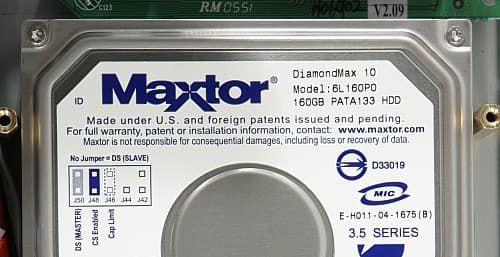 C123
RM 0551
V2.09
ID
Maxtor
DiamondMax 10
Model:6L160P0
160GB PATA133 HDD
Made under U.S. and foreign patents issued and pending.
For full warranty, patent or installation information, contact: www.maxtor.com
Maxtor is not responsible for consequential damages, including loss or recovery of data.
No Jumper = DS (SLAVE)
J50 J48 J46 J44 J42
DS (MASTER)
CS Enabled
Cap Limit
D33019
MIC
E-H011-04-1675(B)
3.5 SERIES